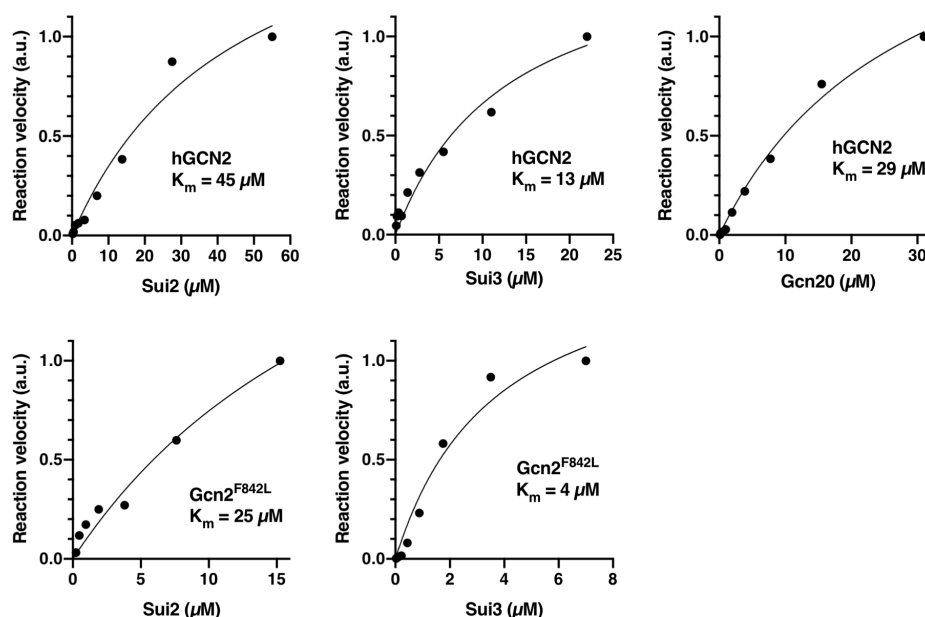 Reaction velocity (a.u.)
1.0
0.5
0.0
0 10 20 30 40 50 60
Sui2 (µM)
hGCN2
Km = 45 µM
Reaction velocity (a.u.)
1.0
0.5
0.0
0 5 10 15 20 25
Sui3 (µM)
hGCN2
Km = 13 µM
Reaction velocity (a.u.)
1.0
0.5
0.0
0 10 20 30
Gcn20 (µM)
hGCN2
Km = 29 µM
Reaction velocity (a.u.)
1.0
0.5
0.0
0 5 10 15
Sui2 (µM)
Gcn2F842L
Km = 25 µM
Reaction velocity (a.u.)
1.0
0.5
0.0
0 2 4 6 8
Sui3 (µM)
Gcn2F842L
Km = 4 µM